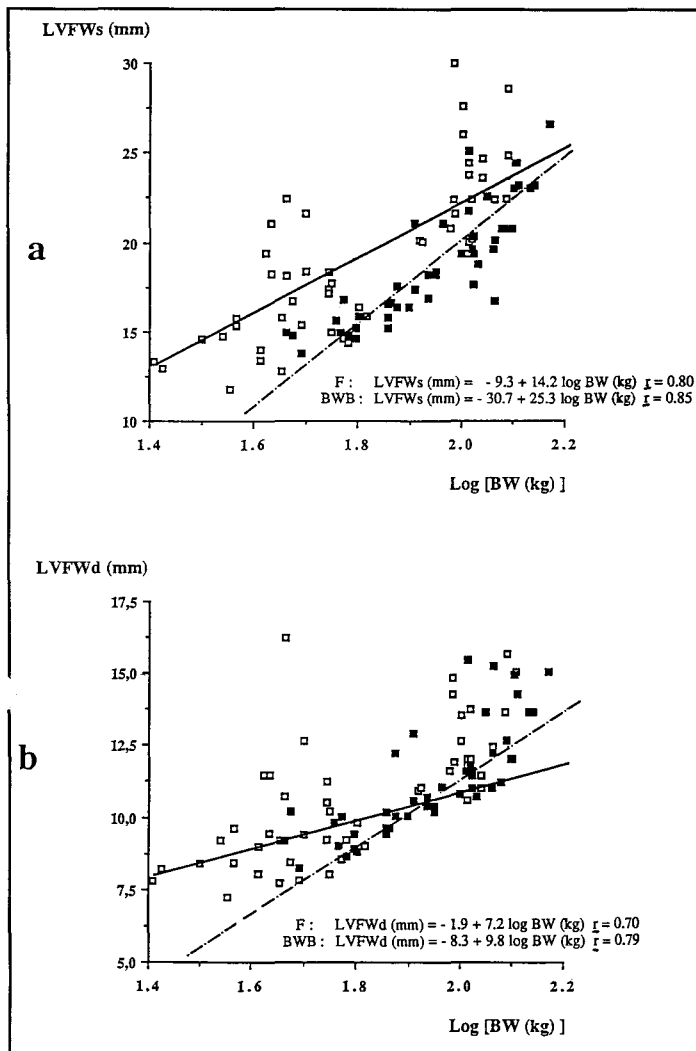 LVFWs (mm)
30
25
20
15
10
a
F : LVFWs (mm) = - 9.3 + 14.2 log BW (kg) r = 0.80
BWB : LVFWs (mm) = - 30.7 + 25.3 log BW (kg) r = 0.85
1.4 1.6 1.8 2.0 2.2
Log [BW (kg) ]
LVFWd (mm)
17,5
15,0
12,5
10,0
7,5
5,0
b
F : LVFWd (mm) = - 1.9 + 7.2 log BW (kg) r = 0.70
BWB : LVFWd (mm) = - 8.3 + 9.8 log BW (kg) r = 0.79
1.4 1.6 1.8 2.0 2.2
Log [BW (kg) ]